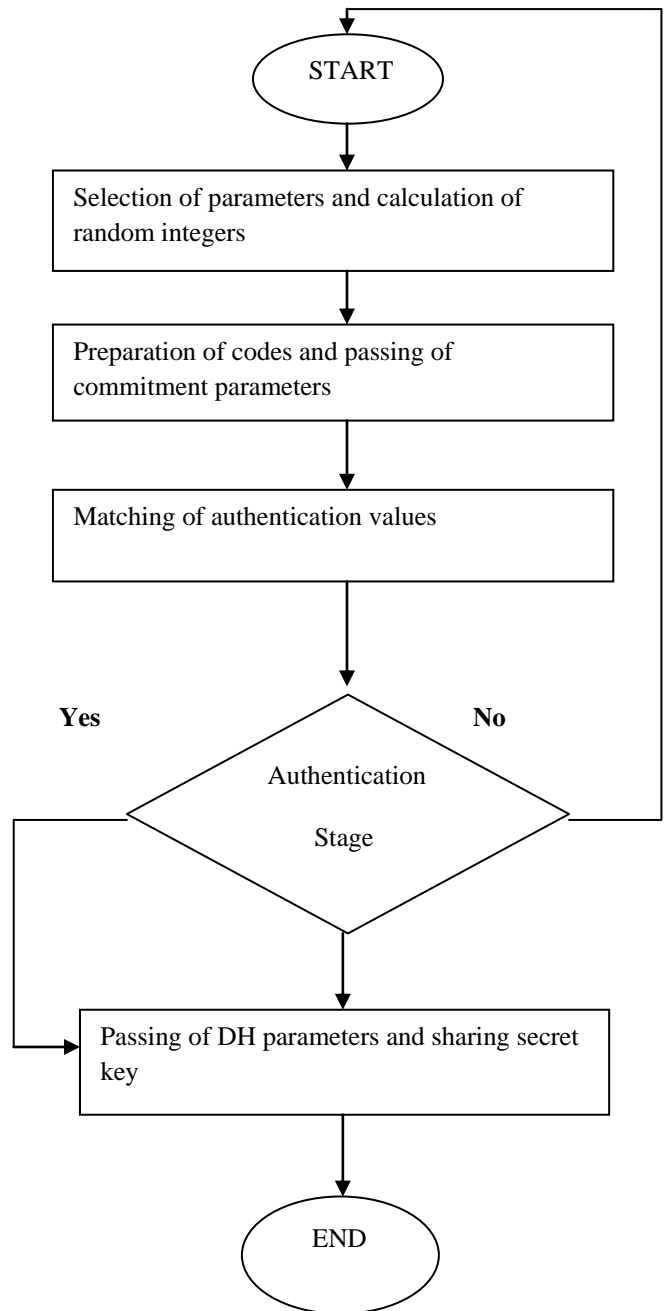 START
Selection of parameters and calculation of
random integers
Preparation of codes and passing of
commitment parameters
Matching of authentication values
Yes
No
Authentication
Stage
Passing of DH parameters and sharing secret
key
END